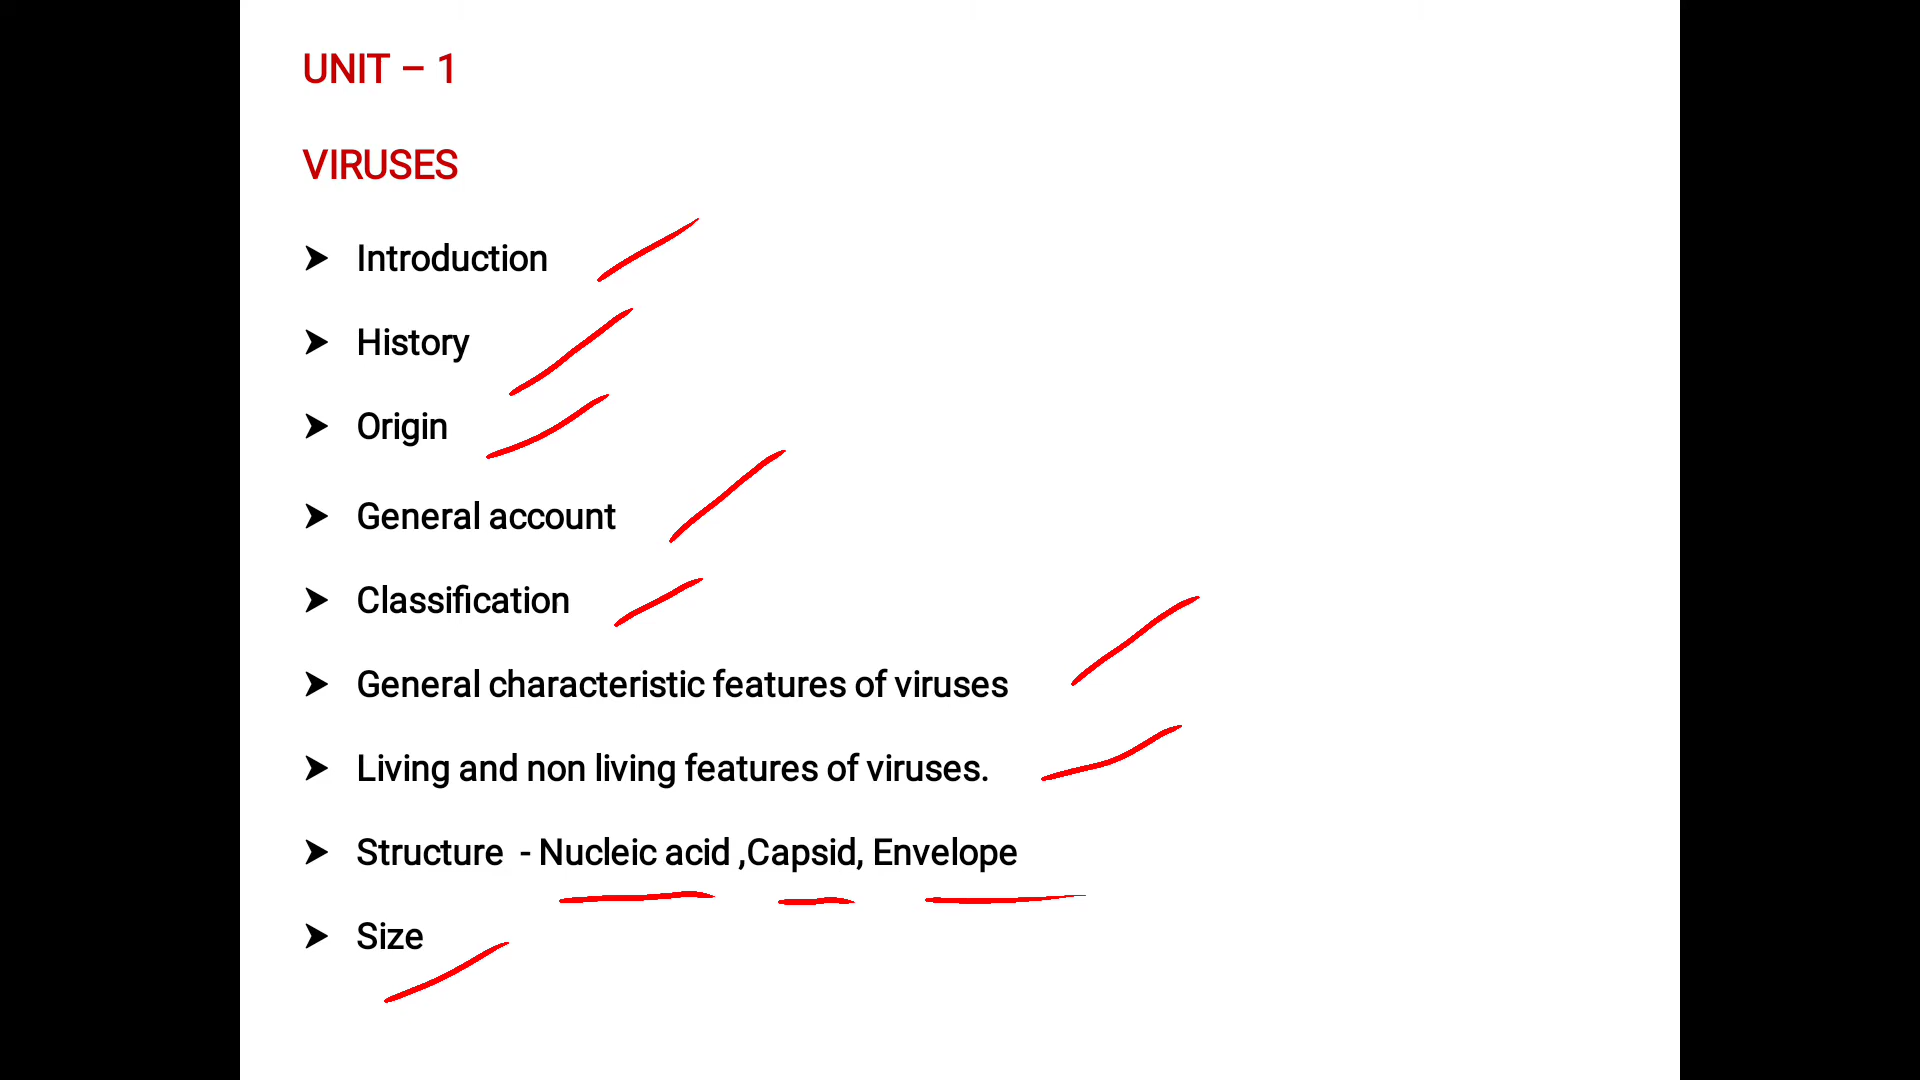 UNIT – 1
VIRUSES
➤ Introduction
➤ History
➤ Origin
➤ General account
➤ Classification
➤ General characteristic features of viruses
➤ Living and non living features of viruses.
➤ Structure - Nucleic acid ,Capsid, Envelope
➤ Size